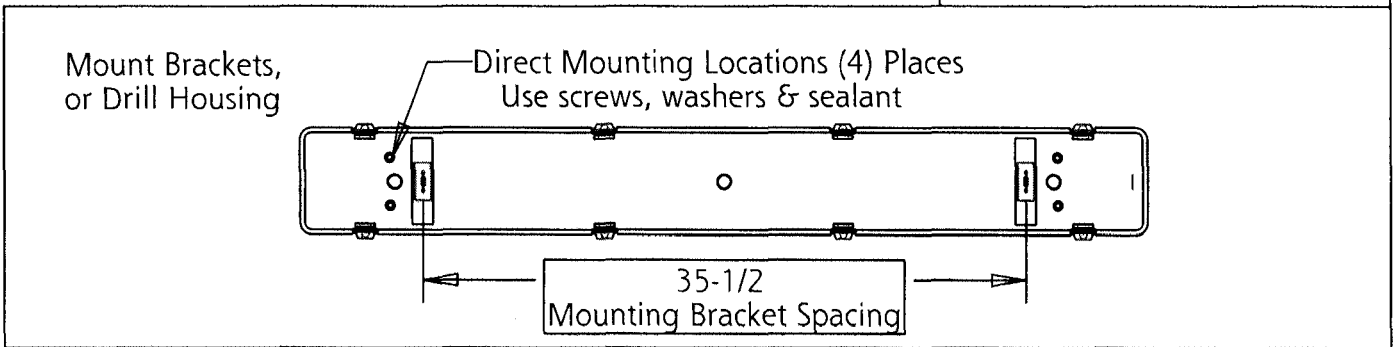 Mount Brackets,
or Drill Housing
Direct Mounting Locations (4) Places
Use screws, washers & sealant
35-1/2
Mounting Bracket Spacing